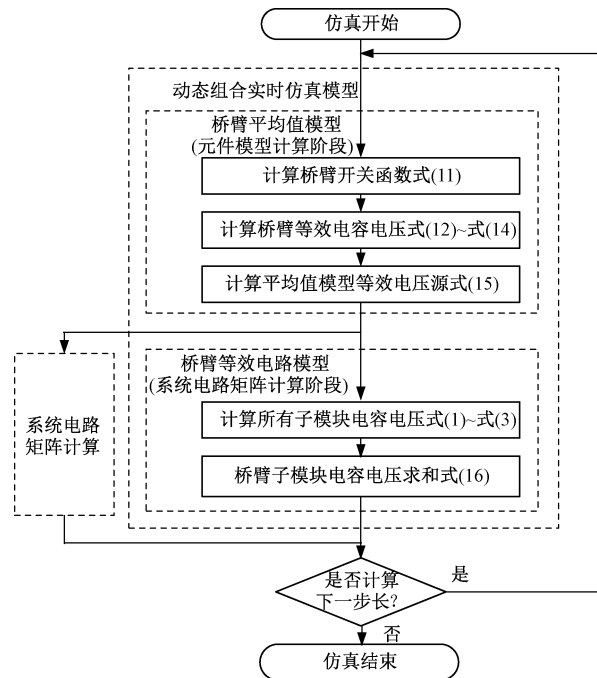 仿真开始
动态组合实时仿真模型
桥臂平均值模型
(元件模型计算阶段)
计算桥臂开关函数式(11)
计算桥臂等效电容电压式(12)~式(14)
计算平均值模型等效电压源式(15)
桥臂等效电路模型
(系统电路矩阵计算阶段)
系统电路
矩阵计算
计算所有子模块电容电压式(1)~式(3)
桥臂子模块电容电压求和式(16)
是否计算
下一步长?
是
否
仿真结束